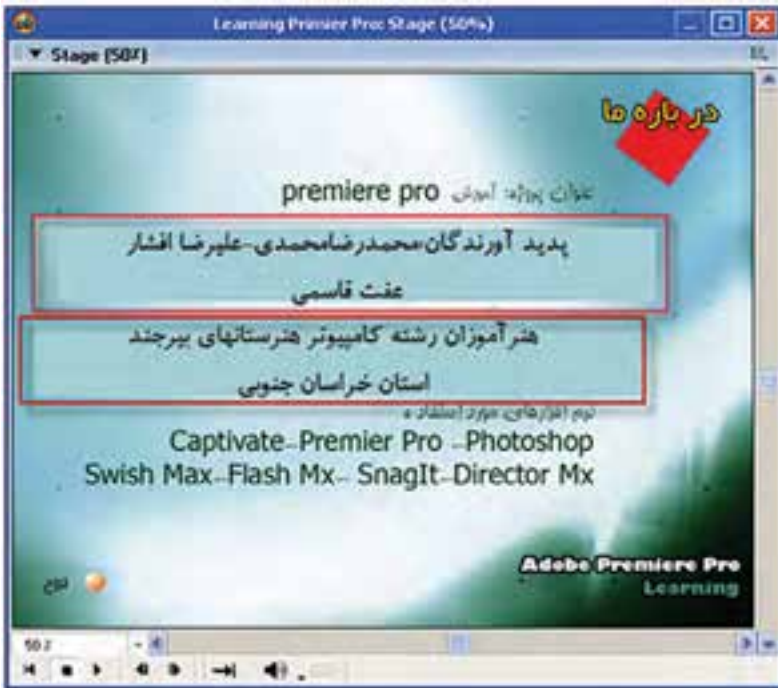 Learning Primier Pro: Stage (50%)
Stage (50%)
در باره ما
عنوان پروژه: آموزش premiere pro
پدید آورندگان:محمدرضامحمدی-علیرضا افشار
عفت قاسمی
هنرآموزان رشته کامپیوتر هنرستانهای بیرجند
استان خراسان جنوبی
نرم افزارهای مورد استفاده
Captivate-Premier Pro -Photoshop
Swish Max-Flash Mx- SnagIt-Director Mx
Adobe Premiere Pro
Learning
50%